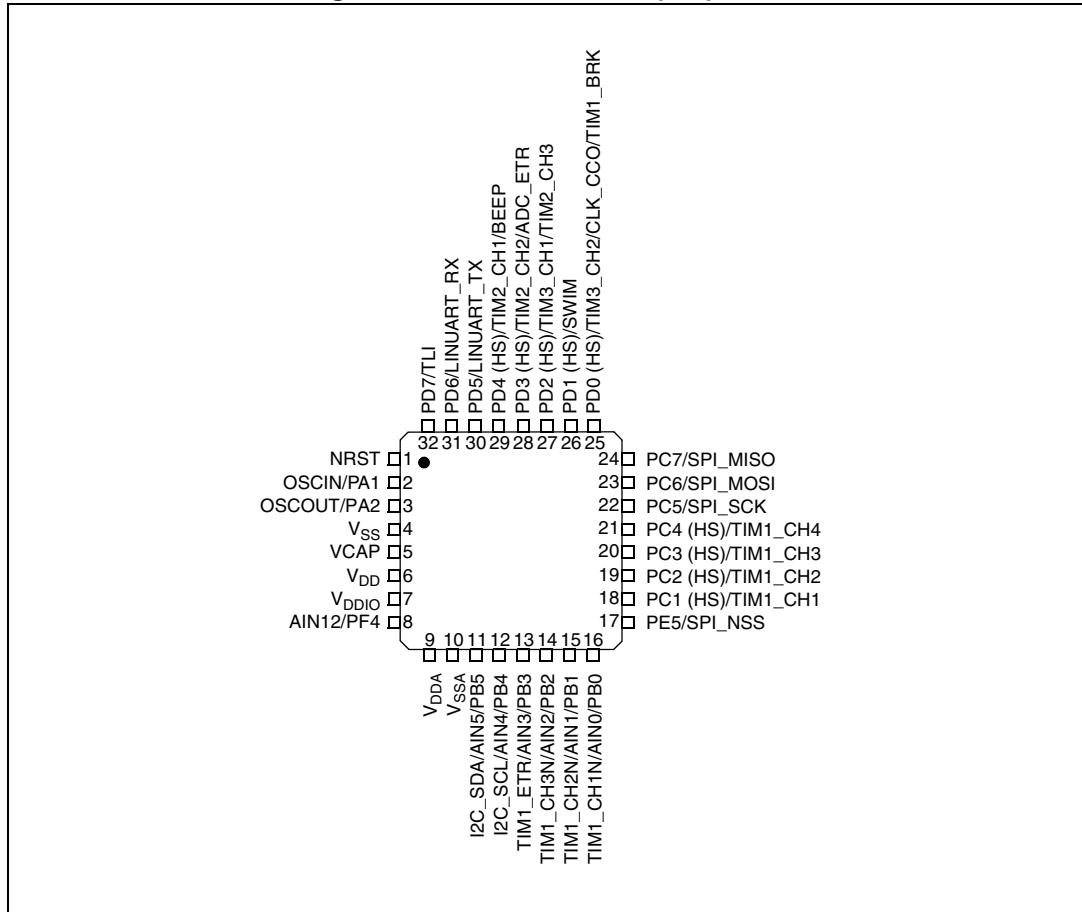 PD7/TLI
PD6/LINUART_RX
PD5/LINUART_TX
PD4 (HS)/TIM2_CH1/BEEP
PD3 (HS)/TIM2_CH2/ADC_ETR
PD2 (HS)/TIM3_CH1/TIM2_CH3
PD1 (HS)/SWIM
PD0 (HS)/TIM3_CH2/CLK_CCO/TIM1_BRK
32 31 30 29 28 27 26 25
NRST 1
OSCIN/PA1 2
OSCOUT/PA2 3
VSS 4
VCAP 5
VDD 6
VDDIO 7
AIN12/PF4 8
24 PC7/SPI_MISO
23 PC6/SPI_MOSI
22 PC5/SPI_SCK
21 PC4 (HS)/TIM1_CH4
20 PC3 (HS)/TIM1_CH3
19 PC2 (HS)/TIM1_CH2
18 PC1 (HS)/TIM1_CH1
17 PE5/SPI_NSS
9 10 11 12 13 14 15 16
VDDA
VSSA
I2C_SDA/AIN5/PB5
I2C_SCL/AIN4/PB4
TIM1_ETR/AIN3/PB3
TIM1_CH3N/AIN2/PB2
TIM1_CH2N/AIN1/PB1
TIM1_CH1N/AIN0/PB0